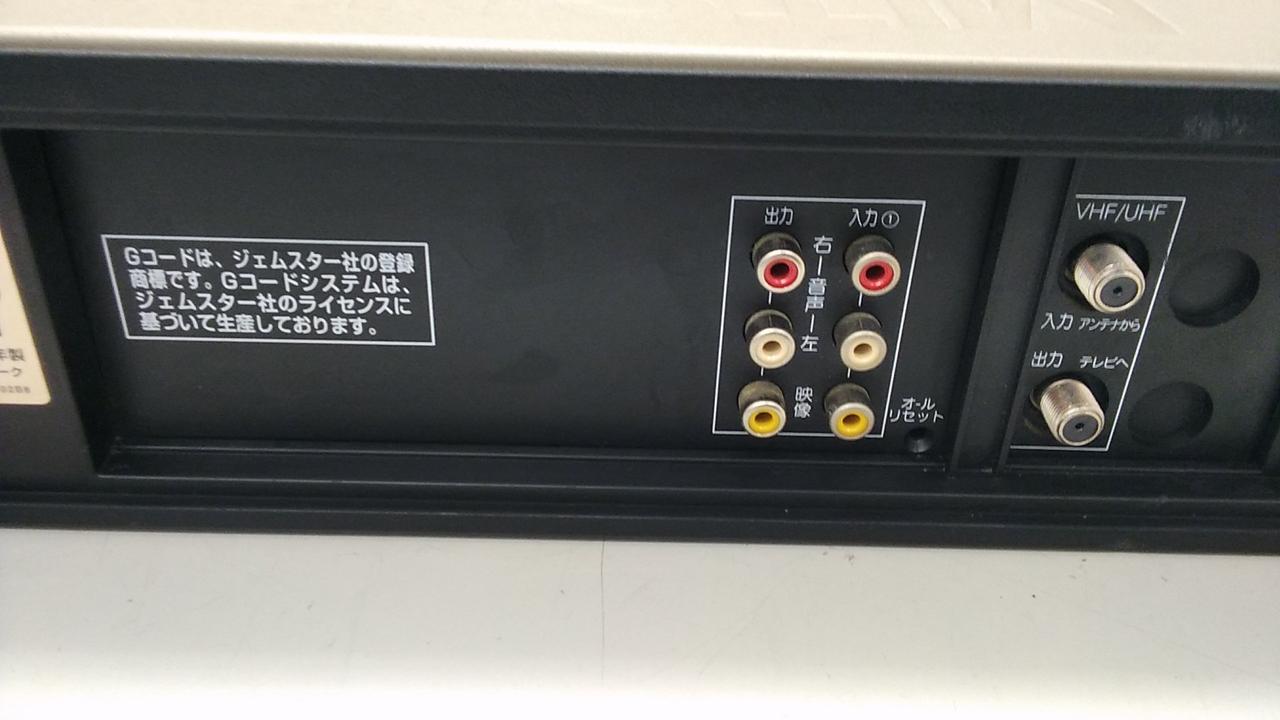 Gコードは、ジェムスター社の登録
商標です。Gコードシステムは、
ジェムスター社のライセンスに
基づいて生産しております。
出力 入力①
右
音声
左
映像
オール
リセット
VHF/UHF
入力 アンテナから
出力 テレビへ
年製
ーク